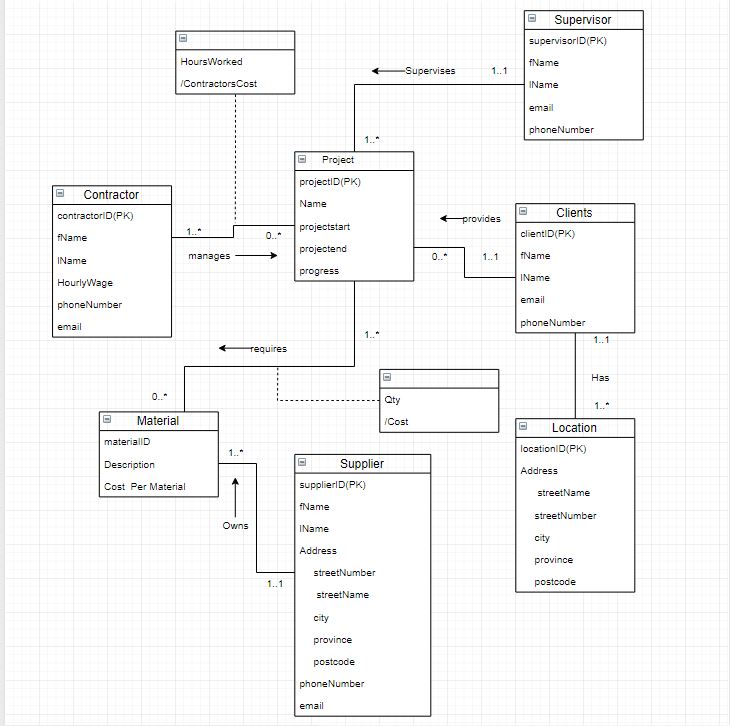 Supervisor
supervisorID(PK)
fName
lName
email
phoneNumber
HoursWorked
/ContractorsCost
Supervises
1..1
1..*
Project
projectID(PK)
Name
projectstart
projectend
progress
Contractor
contractorID(PK)
fName
lName
HourlyWage
phoneNumber
email
1..*
0..*
manages
provides
0..*
1..1
Clients
clientID(PK)
fName
lName
email
phoneNumber
1..1
Has
1..*
1..*
requires
0..*
Qty
/Cost
Material
materialID
Description
Cost Per Material
1..*
Owns
1..1
Supplier
supplierID(PK)
fName
lName
Address
streetNumber
streetName
city
province
postcode
phoneNumber
email
Location
locationID(PK)
Address
streetName
streetNumber
city
province
postcode